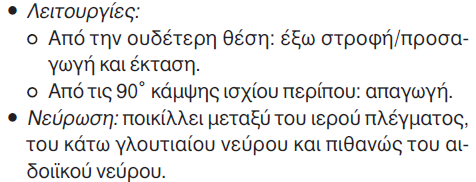 • Λειτουργίες:
o Από την ουδέτερη θέση: έξω στροφή/προσα-
γωγή και έκταση.
o Από τις 90˚ κάμψης ισχίου περίπου: απαγωγή.
• Νεύρωση: ποικίλλει μεταξύ του ιερού πλέγματος,
του κάτω γλουτιαίου νεύρου και πιθανώς του αι-
δοιϊκού νεύρου.